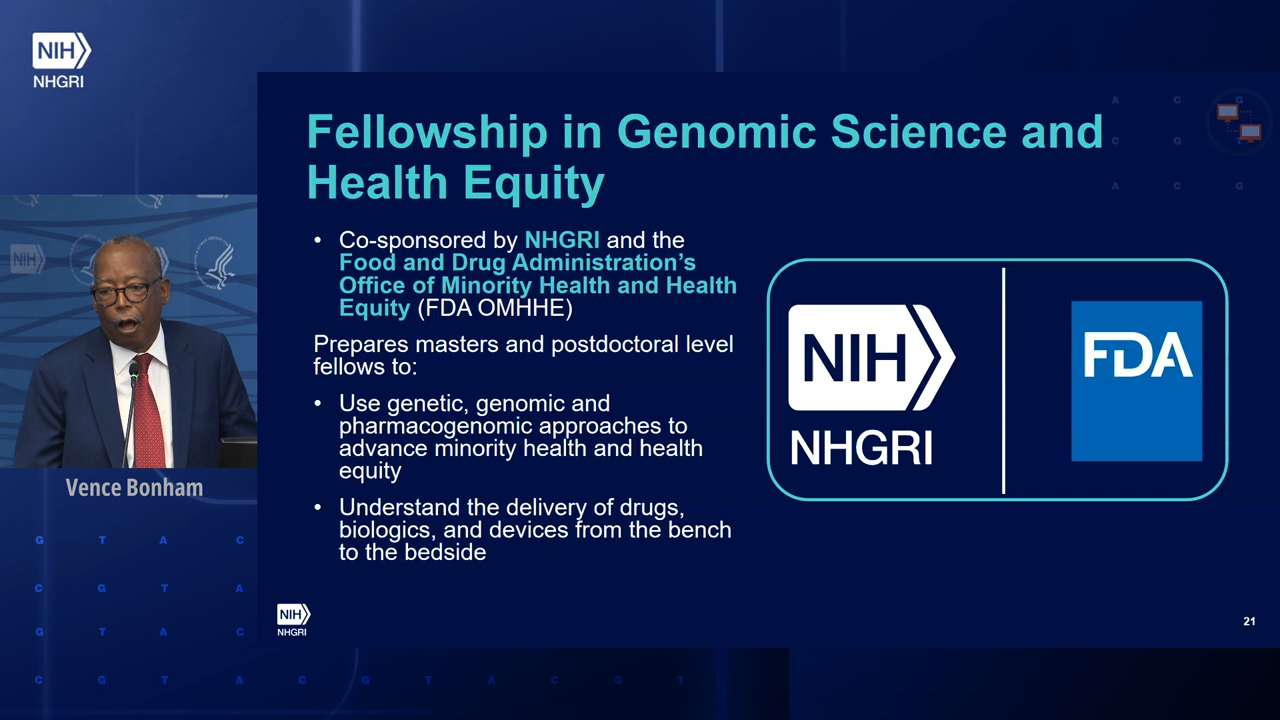 NIH
NHGRI
Fellowship in Genomic Science and
Health Equity
• Co-sponsored by NHGRI and the
Food and Drug Administration’s
Office of Minority Health and Health
Equity (FDA OMHHE)
Prepares masters and postdoctoral level
fellows to:
• Use genetic, genomic and
pharmacogenomic approaches to
advance minority health and health
equity
• Understand the delivery of drugs,
biologics, and devices from the bench
to the bedside
NIH
NHGRI
FDA
NIH
Vence Bonham
NIH
NHGRI
21
A C G
C G
A C G
G T A C
C G T A
G T A C
C G T A C G T A C G T